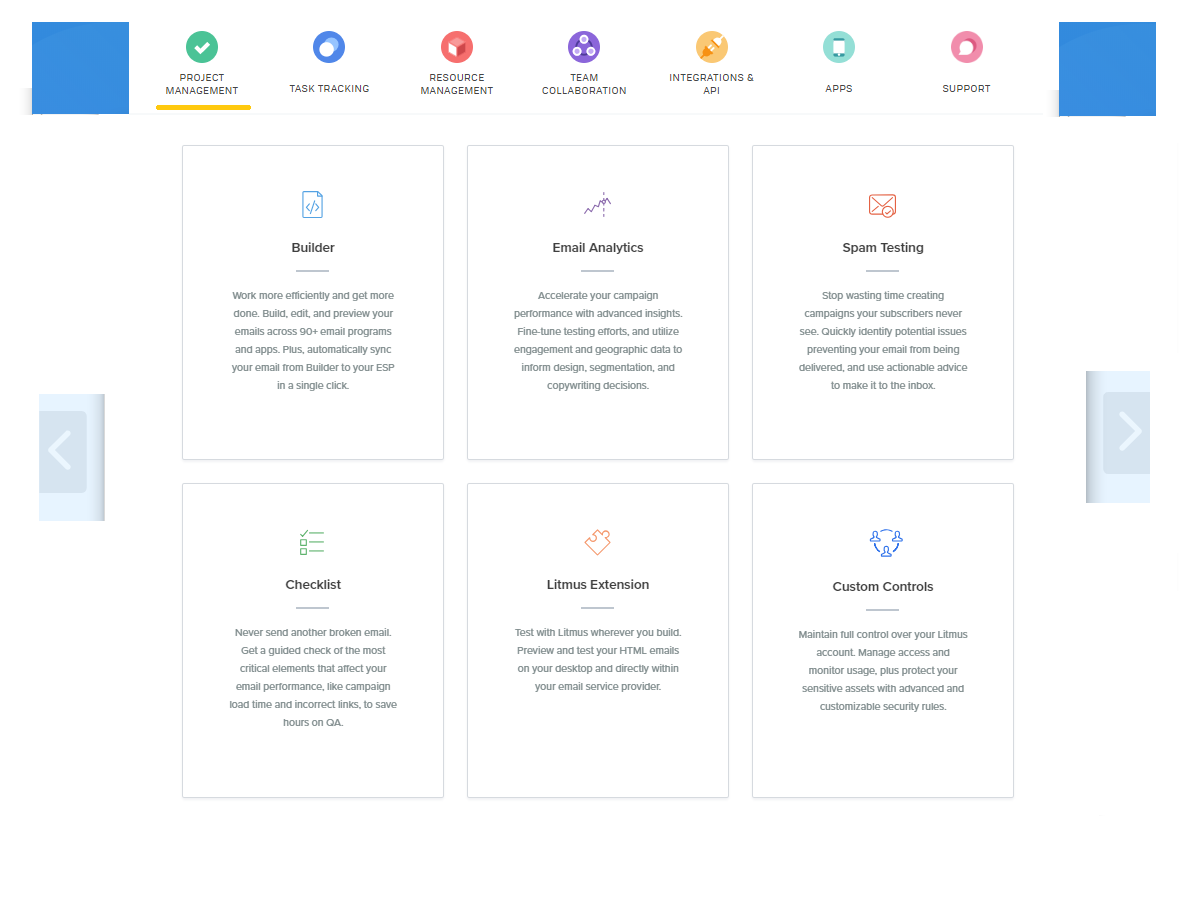 PROJECT
MANAGEMENT
TASK TRACKING
RESOURCE
MANAGEMENT
TEAM
COLLABORATION
INTEGRATIONS &
API
APPS
SUPPORT
Builder
Work more efficiently and get more
done. Build, edit, and preview your
emails across 90+ email programs
and apps. Plus, automatically sync
your email from Builder to your ESP
in a single click.
Email Analytics
Accelerate your campaign
performance with advanced insights.
Fine-tune testing efforts, and utilize
engagement and geographic data to
inform design, segmentation, and
copywriting decisions.
Spam Testing
Stop wasting time creating
campaigns your subscribers never
see. Quickly identify potential issues
preventing your email from being
delivered, and use actionable advice
to make it to the inbox.
Checklist
Never send another broken email.
Get a guided check of the most
critical elements that affect your
email performance, like campaign
load time and incorrect links, to save
hours on QA.
Litmus Extension
Test with Litmus wherever you build.
Preview and test your HTML emails
on your desktop and directly within
your email service provider.
Custom Controls
Maintain full control over your Litmus
account. Manage access and
monitor usage, plus protect your
sensitive assets with advanced and
customizable security rules.